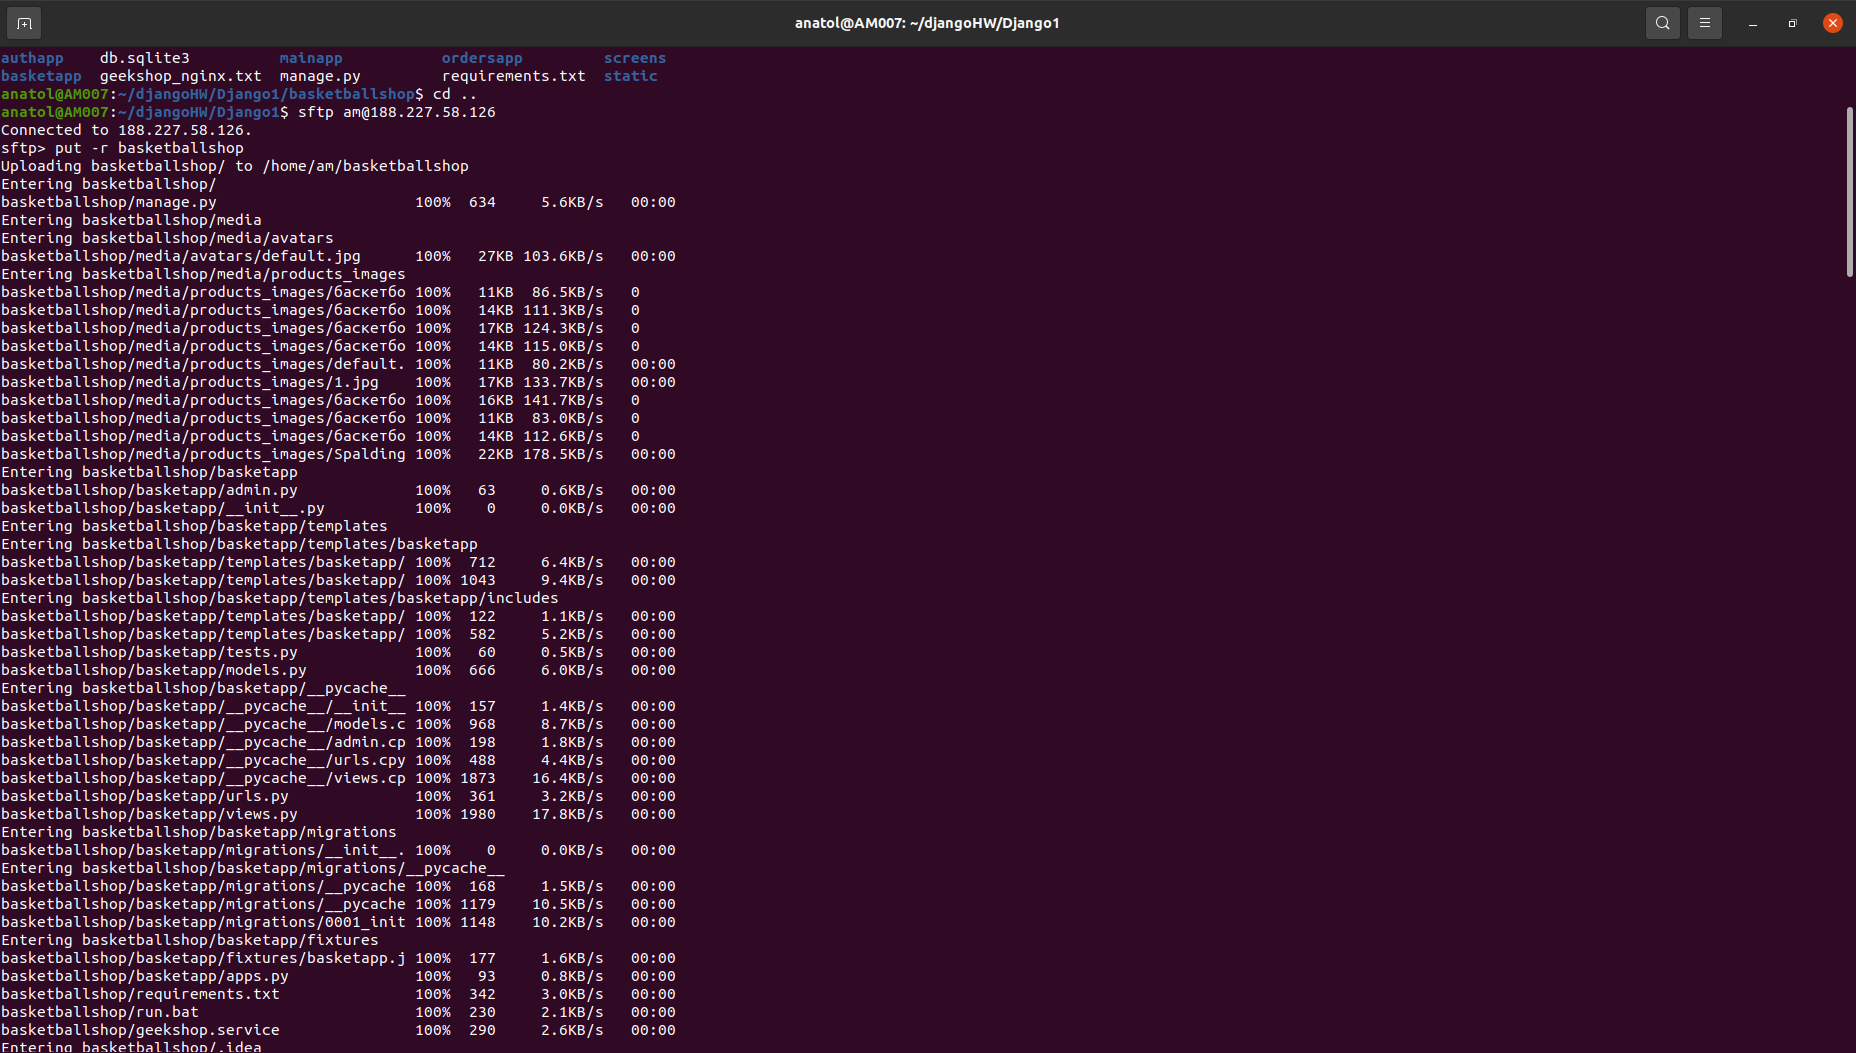 anatol@AM007: ~/djangoHW/Django1
authapp    db.sqlite3          mainapp           ordersapp         screens
basketapp  geekshop_nginx.txt  manage.py         requirements.txt  static
anatol@AM007:~/djangoHW/Django1/basketballshop$ cd ..
anatol@AM007:~/djangoHW/Django1$ sftp am@188.227.58.126
Connected to 188.227.58.126.
sftp> put -r basketballshop
Uploading basketballshop/ to /home/am/basketballshop
Entering basketballshop/
basketballshop/manage.py                      100%  634     5.6KB/s   00:00
Entering basketballshop/media
Entering basketballshop/media/avatars
basketballshop/media/avatars/default.jpg      100%   27KB 103.6KB/s   00:00
Entering basketballshop/media/products_images
basketballshop/media/products_images/баскетбо 100%   11KB  86.5KB/s   0
basketballshop/media/products_images/баскетбо 100%   14KB 111.3KB/s   0
basketballshop/media/products_images/баскетбо 100%   17KB 124.3KB/s   0
basketballshop/media/products_images/баскетбо 100%   14KB 115.0KB/s   0
basketballshop/media/products_images/default. 100%   11KB  80.2KB/s   00:00
basketballshop/media/products_images/1.jpg    100%   17KB 133.7KB/s   00:00
basketballshop/media/products_images/баскетбо 100%   16KB 141.7KB/s   0
basketballshop/media/products_images/баскетбо 100%   11KB  83.0KB/s   0
basketballshop/media/products_images/баскетбо 100%   14KB 112.6KB/s   0
basketballshop/media/products_images/Spalding 100%   22KB 178.5KB/s   00:00
Entering basketballshop/basketapp
basketballshop/basketapp/admin.py             100%   63     0.6KB/s   00:00
basketballshop/basketapp/__init__.py          100%    0     0.0KB/s   00:00
Entering basketballshop/basketapp/templates
Entering basketballshop/basketapp/templates/basketapp
basketballshop/basketapp/templates/basketapp/ 100%  712     6.4KB/s   00:00
basketballshop/basketapp/templates/basketapp/ 100% 1043     9.4KB/s   00:00
Entering basketballshop/basketapp/templates/basketapp/includes
basketballshop/basketapp/templates/basketapp/ 100%  122     1.1KB/s   00:00
basketballshop/basketapp/templates/basketapp/ 100%  582     5.2KB/s   00:00
basketballshop/basketapp/tests.py             100%   60     0.5KB/s   00:00
basketballshop/basketapp/models.py            100%  666     6.0KB/s   00:00
Entering basketballshop/basketapp/__pycache__
basketballshop/basketapp/__pycache__/__init__ 100%  157     1.4KB/s   00:00
basketballshop/basketapp/__pycache__/models.c 100%  968     8.7KB/s   00:00
basketballshop/basketapp/__pycache__/admin.cp 100%  198     1.8KB/s   00:00
basketballshop/basketapp/__pycache__/urls.cpy 100%  488     4.4KB/s   00:00
basketballshop/basketapp/__pycache__/views.cp 100% 1873    16.4KB/s   00:00
basketballshop/basketapp/urls.py              100%  361     3.2KB/s   00:00
basketballshop/basketapp/views.py             100% 1980    17.8KB/s   00:00
Entering basketballshop/basketapp/migrations
basketballshop/basketapp/migrations/__init__. 100%    0     0.0KB/s   00:00
Entering basketballshop/basketapp/migrations/__pycache__
basketballshop/basketapp/migrations/__pycache 100%  168     1.5KB/s   00:00
basketballshop/basketapp/migrations/__pycache 100% 1179    10.5KB/s   00:00
basketballshop/basketapp/migrations/0001_init 100% 1148    10.2KB/s   00:00
Entering basketballshop/basketapp/fixtures
basketballshop/basketapp/fixtures/basketapp.j 100%  177     1.6KB/s   00:00
basketballshop/basketapp/apps.py              100%   93     0.8KB/s   00:00
basketballshop/requirements.txt               100%  342     3.0KB/s   00:00
basketballshop/run.bat                        100%  230     2.1KB/s   00:00
basketballshop/geekshop.service               100%  290     2.6KB/s   00:00
Entering basketballshop/.idea